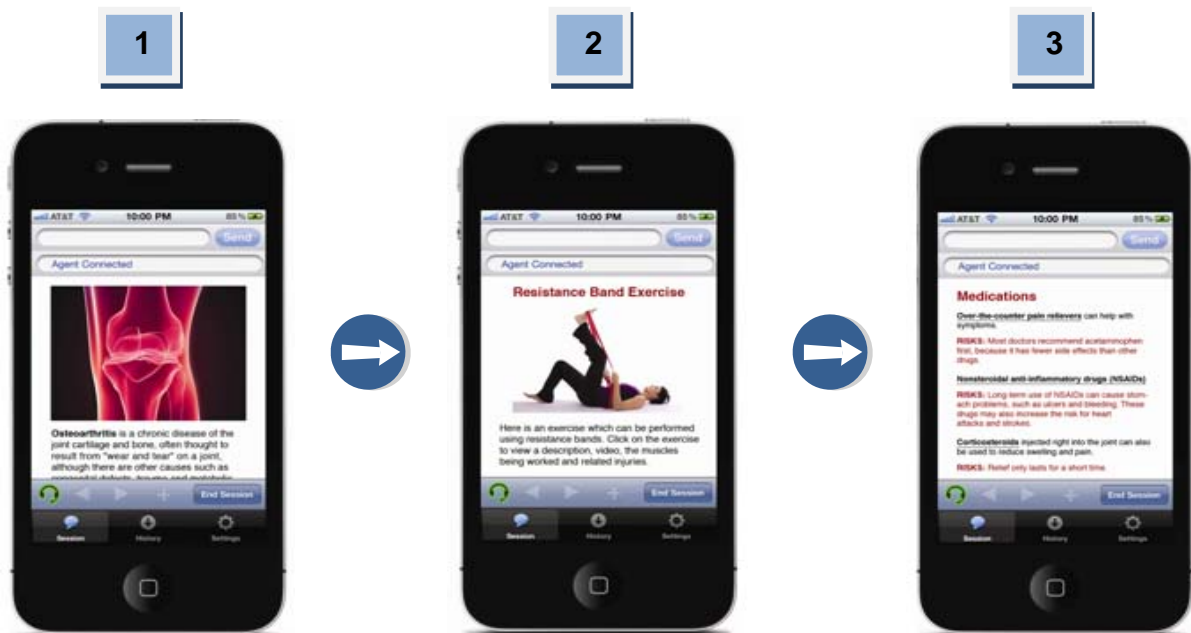 1
2
3
AT&T 10:00 PM 85%
Send
Agent Connected
Osteoarthritis is a chronic disease of the
joint cartilage and bone, often thought to
result from "wear and tear" on a joint,
although there are other causes such as
congenital defects, trauma and metabolic
End Session
Session History Settings
AT&T 10:00 PM 85%
Send
Agent Connected
Resistance Band Exercise
Here is an exercise which can be performed
using resistance bands. Click on the exercise
to view a description, video, the muscles
being worked and related injuries.
End Session
Session History Settings
AT&T 10:00 PM 85%
Send
Agent Connected
Medications
Over-the-counter pain relievers can help with
symptoms.
RISKS: Most doctors recommend acetaminophen
first, because it has fewer side effects than other
drugs.
Nonsteroidal anti-inflammatory drugs (NSAIDs)
RISKS: Long term use of NSAIDs can cause stom-
ach problems, such as ulcers and bleeding. These
drugs may also increase the risk for heart
attacks and strokes.
Corticosteroids injected right into the joint can also
be used to reduce swelling and pain.
RISKS: Relief only lasts for a short time.
End Session
Session History Settings